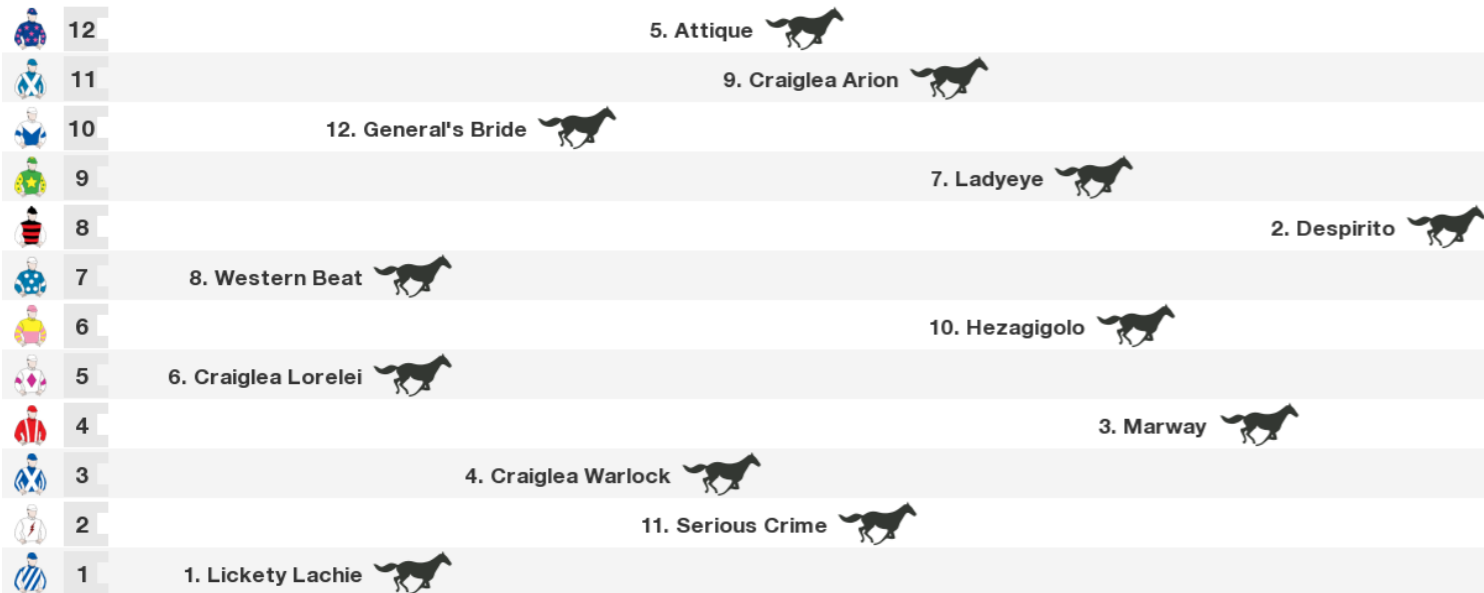 12 5. Attique
11 9. Craiglea Arion
10 12. General's Bride
9 7. Ladyeye
8 2. Despirito
7 8. Western Beat
6 10. Hezagigolo
5 6. Craiglea Lorelei
4 3. Marway
3 4. Craiglea Warlock
2 11. Serious Crime
1 1. Lickety Lachie